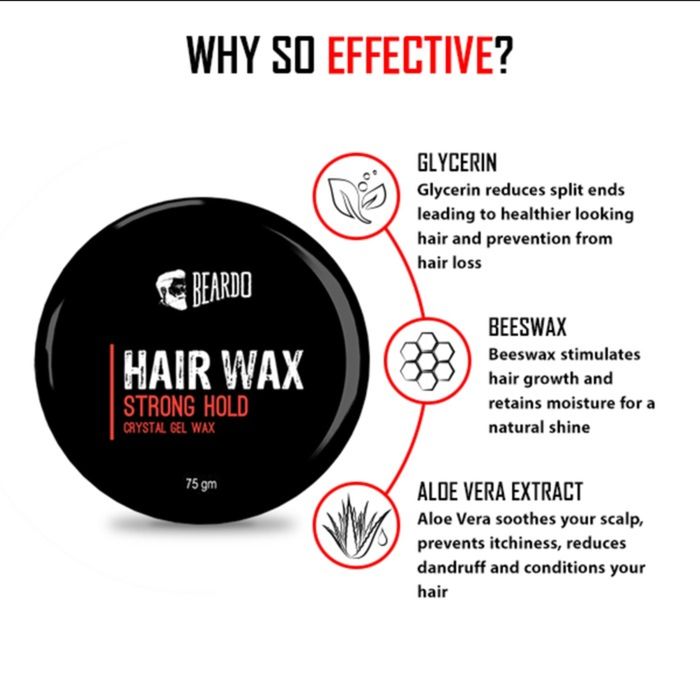 WHY SO EFFECTIVE?
BEARDO
HAIR WAX
STRONG HOLD
CRYSTAL GEL WAX
75 gm
GLYCERIN
Glycerin reduces split ends
leading to healthier looking
hair and prevention from
hair loss
BEESWAX
Beeswax stimulates
hair growth and
retains moisture for a
natural shine
ALOE VERA EXTRACT
Aloe Vera soothes your scalp,
prevents itchiness, reduces
dandruff and conditions your
hair